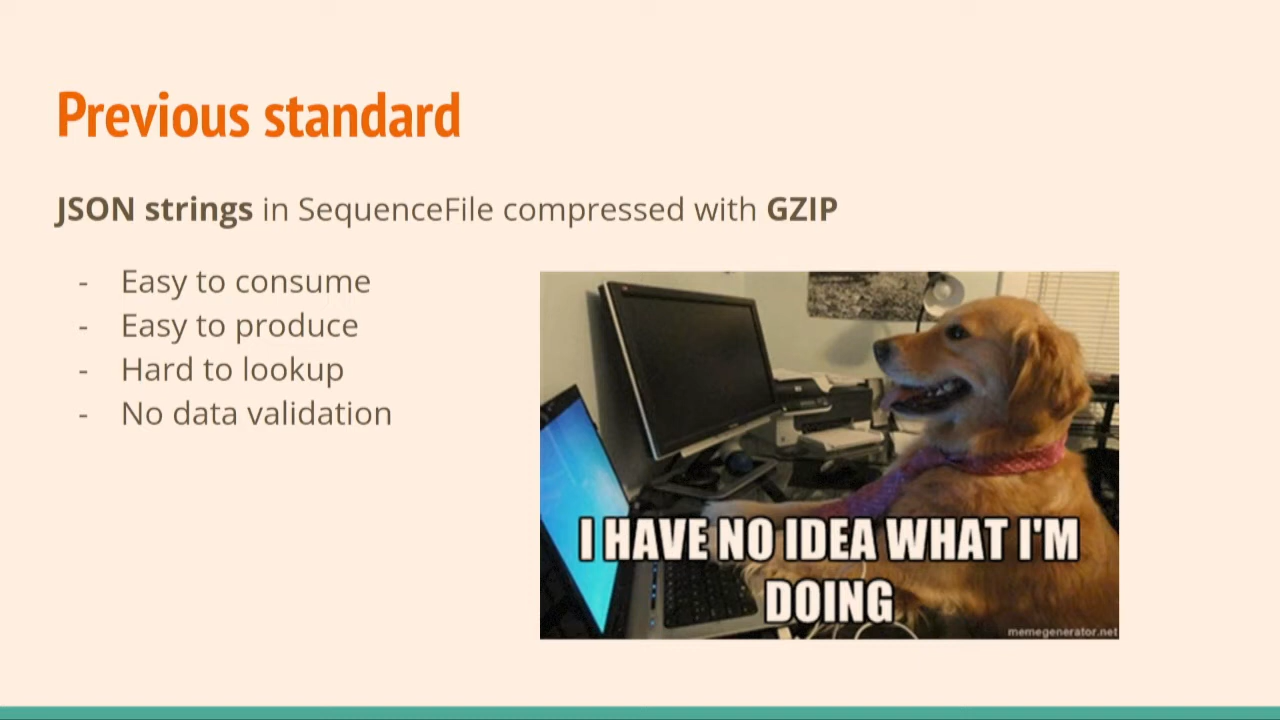 Previous standard
JSON strings in SequenceFile compressed with GZIP
- Easy to consume
- Easy to produce
- Hard to lookup
- No data validation
I HAVE NO IDEA WHAT I'M
DOING
memegenerator.net